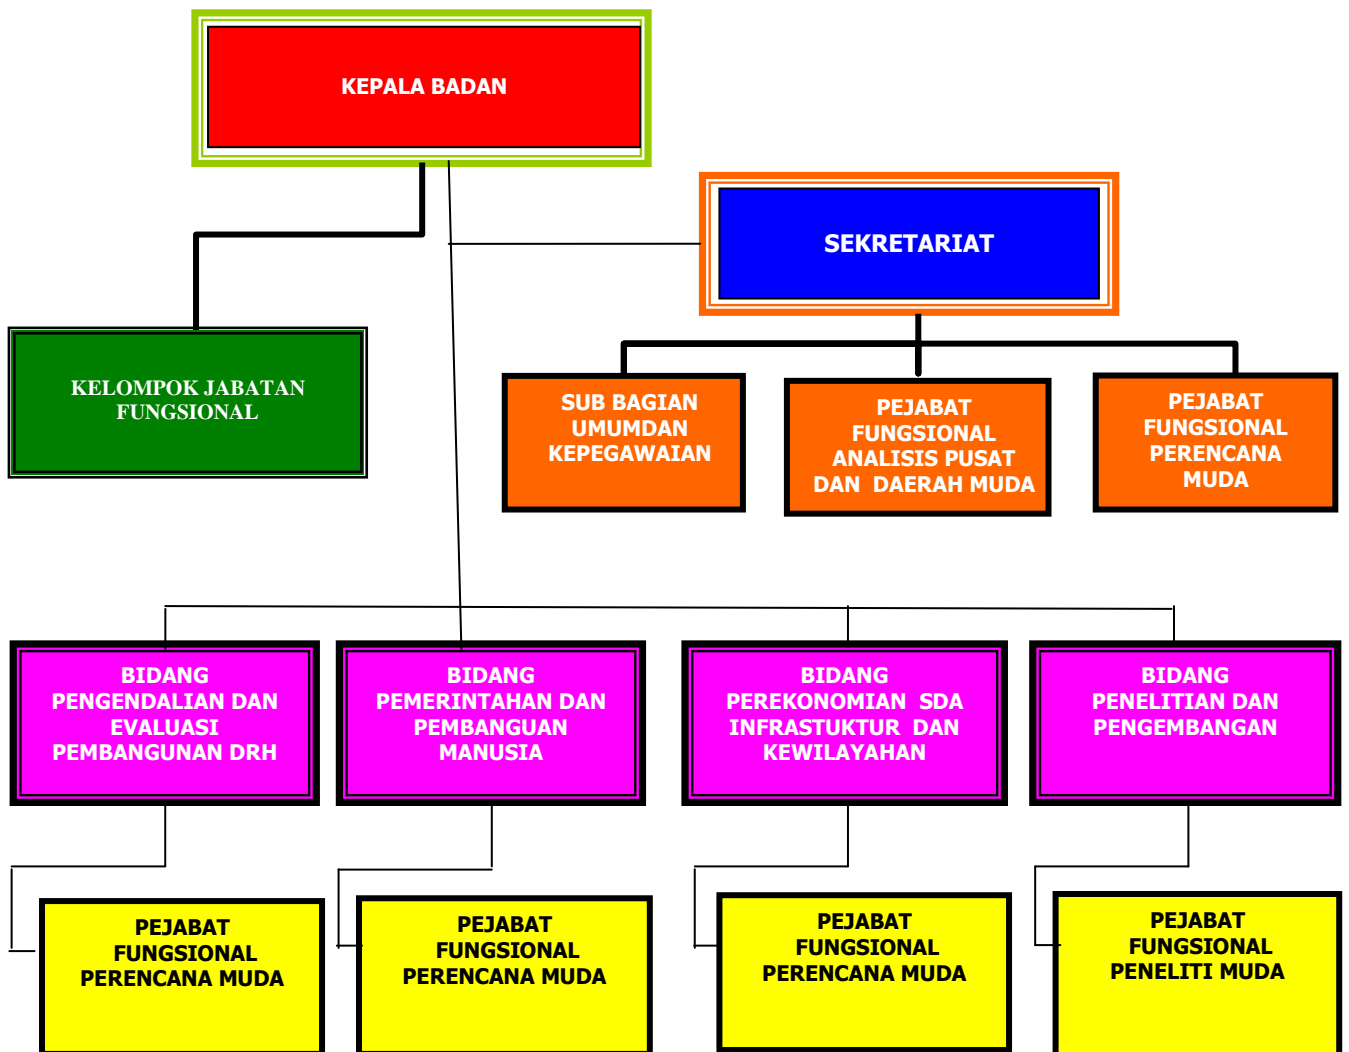 KEPALA BADAN
SEKRETARIAT
KELOMPOK JABATAN
FUNGSIONAL
SUB BAGIAN
UMUMDAN
KEPEGAWAIAN
PEJABAT
FUNGSIONAL
ANALISIS PUSAT
DAN DAERAH MUDA
PEJABAT
FUNGSIONAL
PERENCANA
MUDA
BIDANG
PENGENDALIAN DAN
EVALUASI
PEMBANGUNAN DRH
BIDANG
PEMERINTAHAN DAN
PEMBANGUAN
MANUSIA
BIDANG
PEREKONOMIAN SDA
INFRASTUKTUR DAN
KEWILAYAHAN
BIDANG
PENELITIAN DAN
PENGEMBANGAN
PEJABAT
FUNGSIONAL
PERENCANA MUDA
PEJABAT
FUNGSIONAL
PERENCANA MUDA
PEJABAT
FUNGSIONAL
PERENCANA MUDA
PEJABAT
FUNGSIONAL
PENELITI MUDA